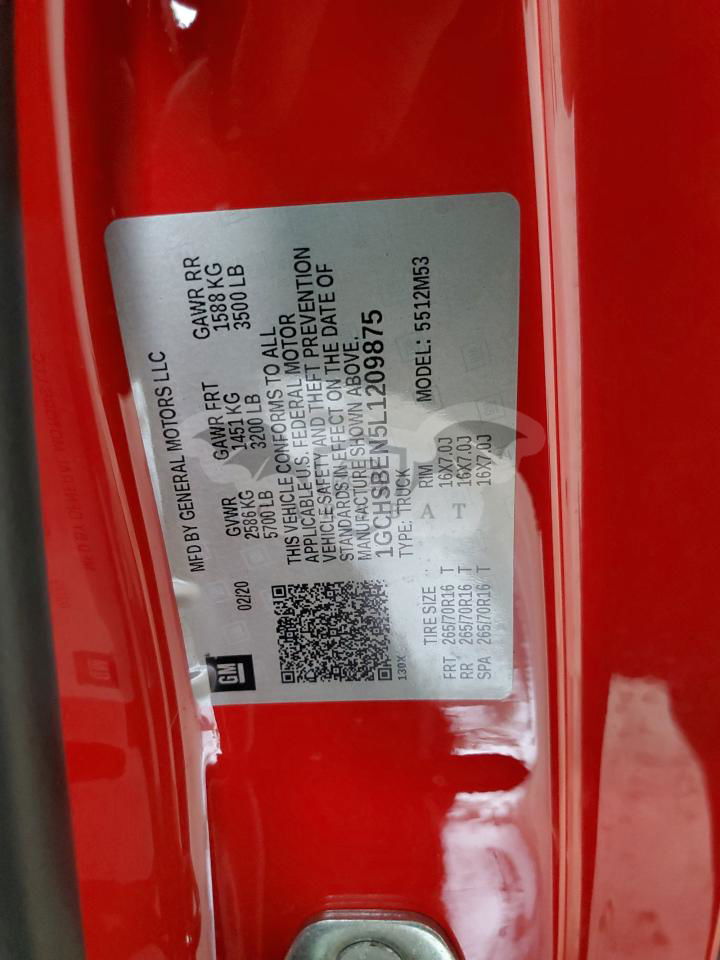 MFD BY GENERAL MOTORS LLC
02/20 GVWR GAWR FRT GAWR RR
2586 KG 1451 KG 1588 KG
5700 LB 3200 LB 3500 LB
GM
THIS VEHICLE CONFORMS TO ALL
APPLICABLE U.S. FEDERAL MOTOR
VEHICLE SAFETY, AND THEFT PREVENTION
STANDARDS IN EFFECT ON THE DATE OF
MANUFACTURE SHOWN ABOVE.
1GCHSBEN5L1209875
130X TYPE: TRUCK MODEL: 5512M53
TIRE SIZE RIM
FRT 265/70R16 T 16X7.0J
RR 265/70R16 T 16X7.0J
SPA 265/70R16 T 16X7.0J